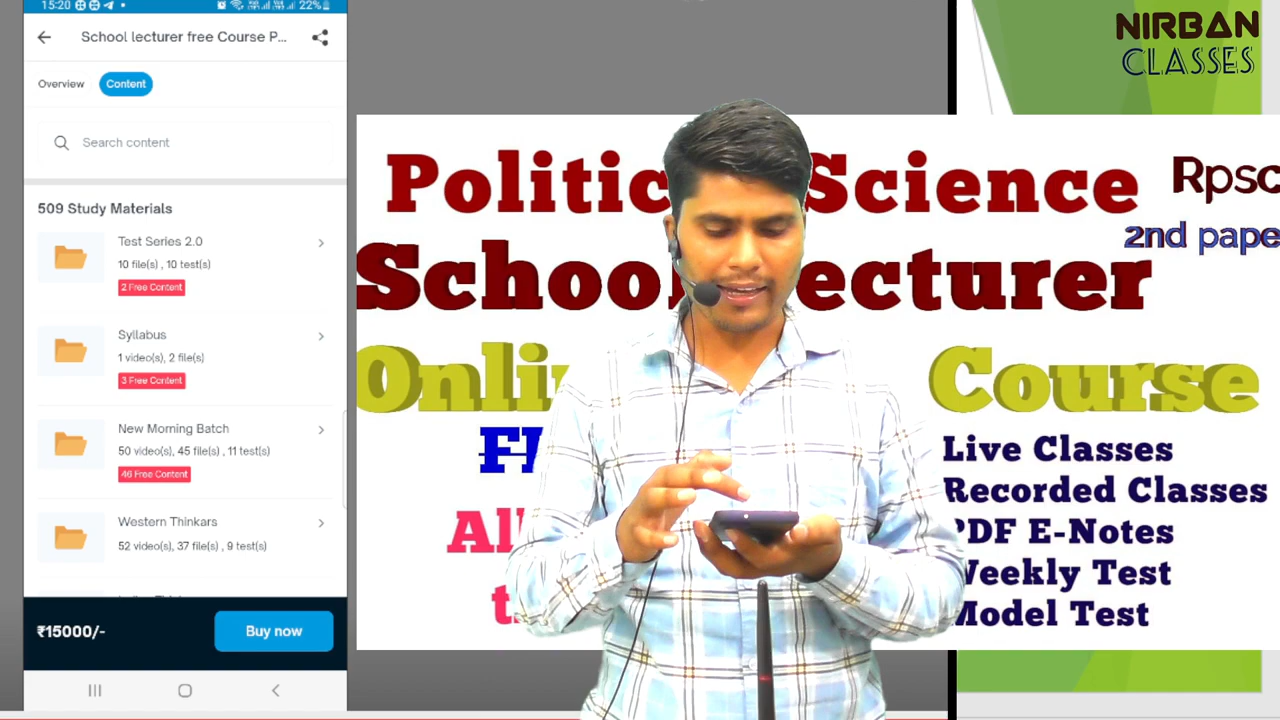 15:20
22%
School lecturer free Course P...
Overview
Content
Search content
509 Study Materials
Test Series 2.0
10 file(s) , 10 test(s)
2 Free Content
Syllabus
1 video(s), 2 file(s)
3 Free Content
New Morning Batch
50 video(s), 45 file(s) , 11 test(s)
46 Free Content
Western Thinkars
52 video(s), 37 file(s) , 9 test(s)
₹15000/-
Buy now
NIRBAN
CLASSES
Politic Science
Schoo ecturer
Onli Course
Rpsc
2nd pape
Live Classes
Recorded Classes
PDF E-Notes
Weekly Test
Model Test